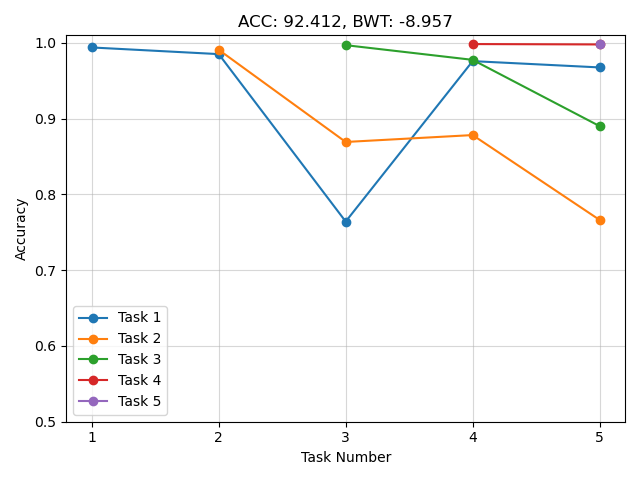 ACC: 92.412, BWT: -8.957
1.0
0.9
0.8
0.7
0.6
0.5
Accuracy
Task 1
Task 2
Task 3
Task 4
Task 5
1 2 3 4 5
Task Number